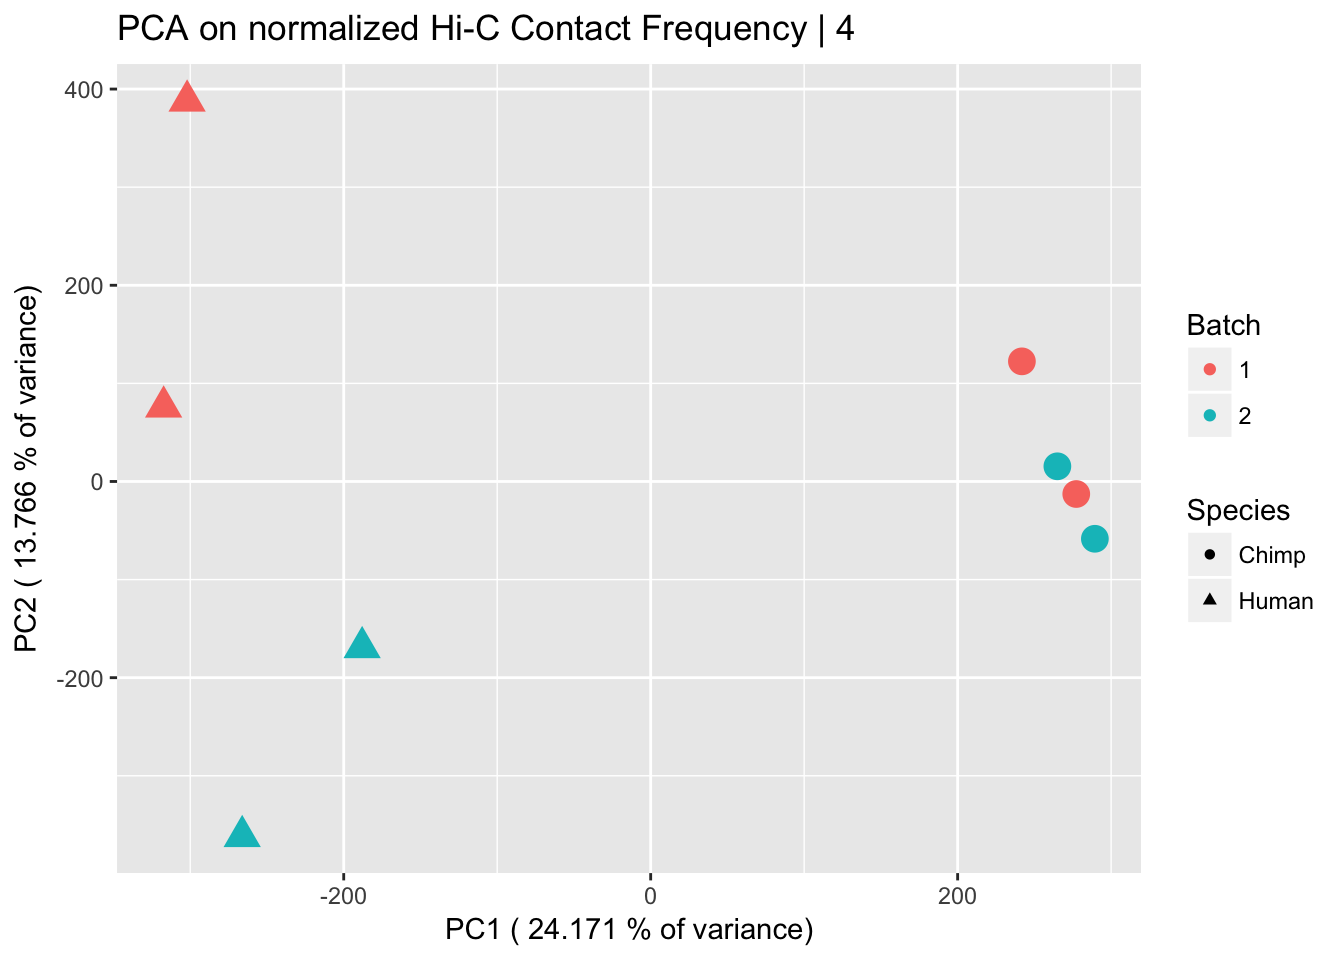 PCA on normalized Hi-C Contact Frequency | 4
400
200
0
-200
PC2 ( 13.766 % of variance)
-200
0
200
PC1 ( 24.171 % of variance)
Batch
1
2
Species
Chimp
Human